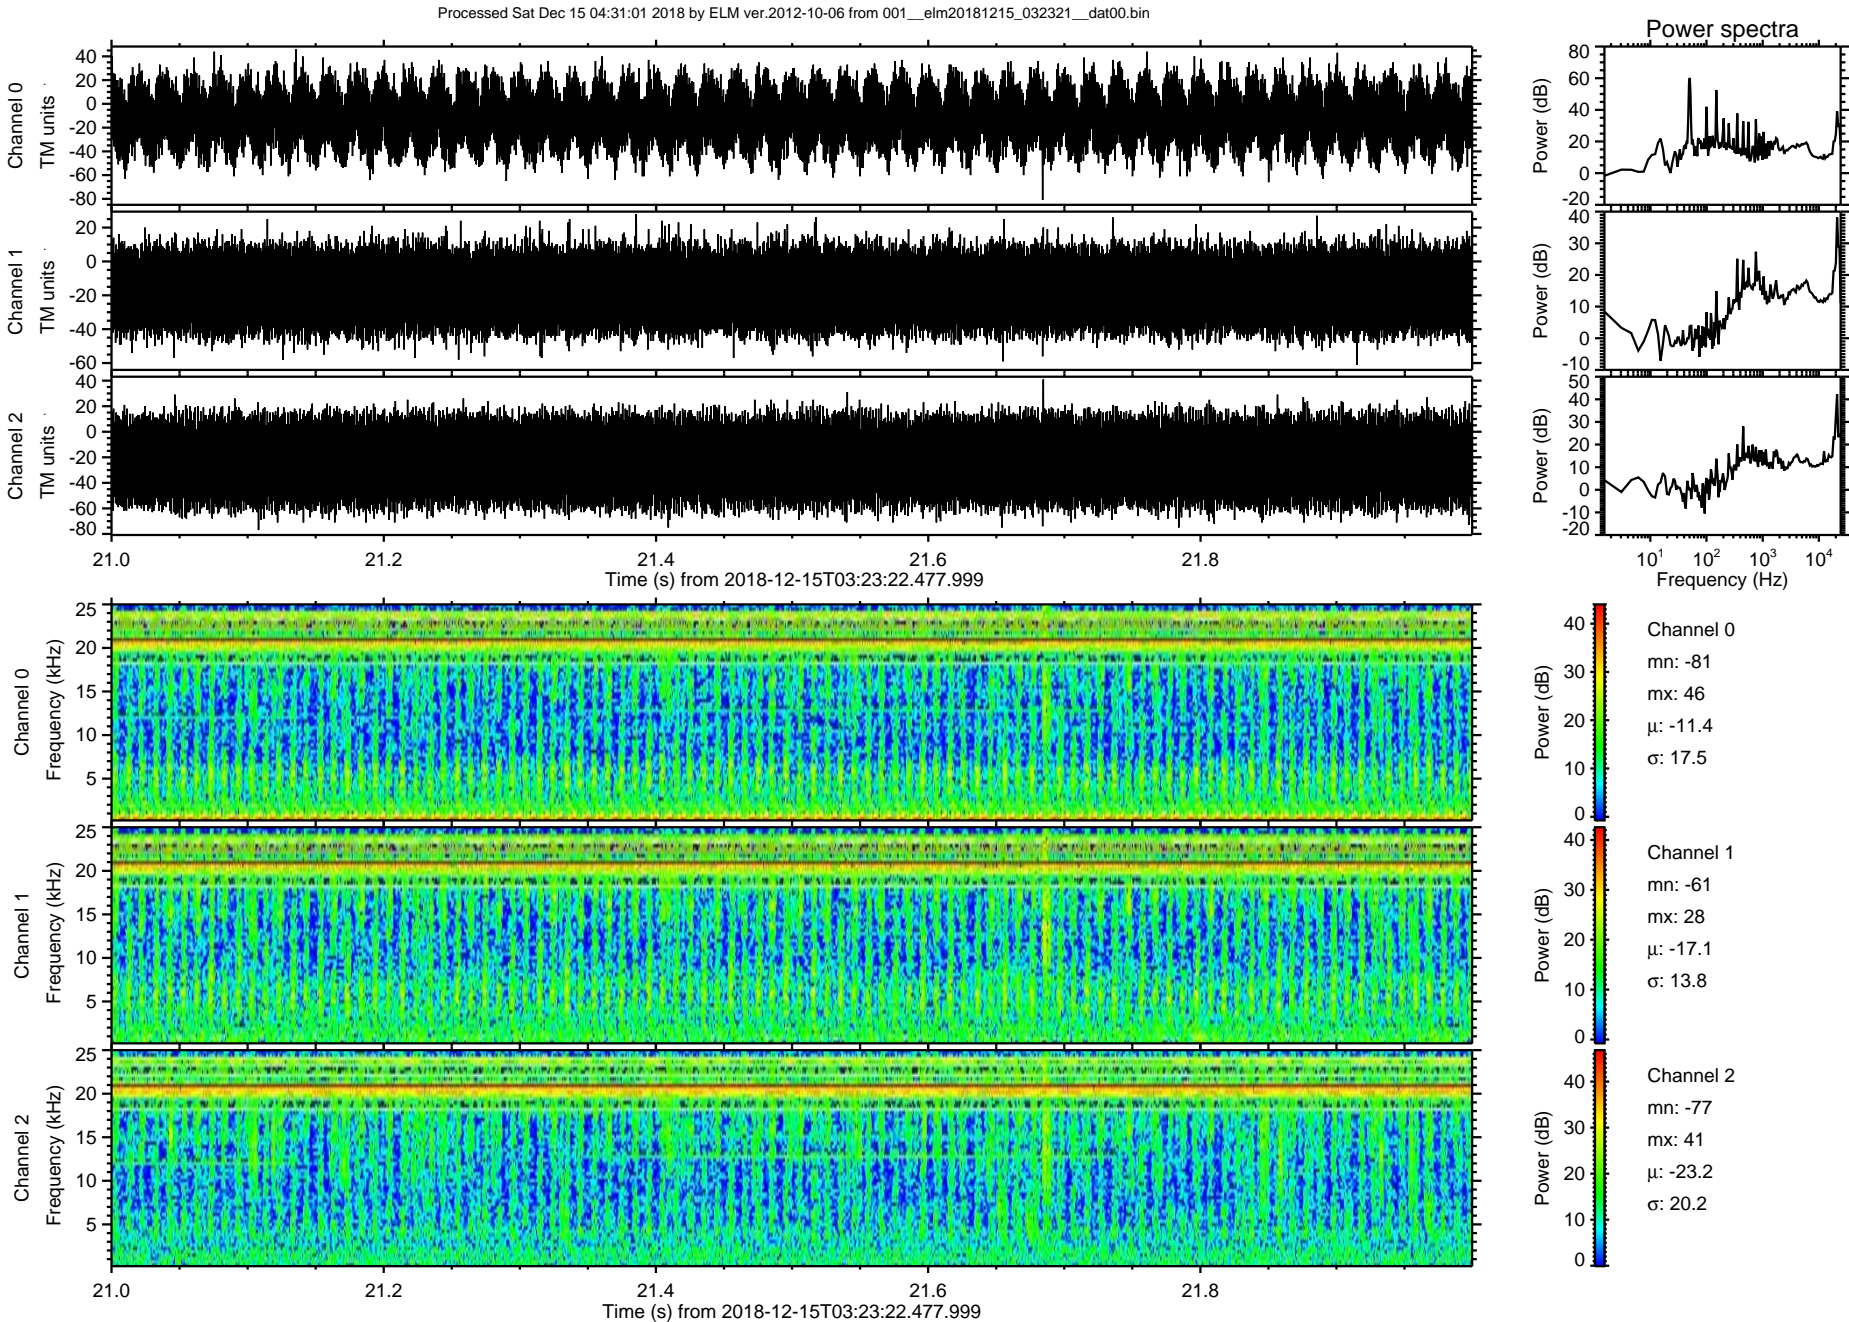 Processed Sat Dec 15 04:31:01 2018 by ELM ver.2012-10-06 from 001__elm20181215_032321__dat00.bin
Power spectra
Channel 0
TM units
40
20
0
-20
-40
-60
-80
Power (dB)
80
60
40
20
0
-20
Channel 1
TM units
20
0
-20
-40
-60
Power (dB)
40
30
20
10
0
-10
Channel 2
TM units
40
20
0
-20
-40
-60
-80
Power (dB)
50
40
30
20
10
0
-10
-20
21.0 21.2 21.4 21.6 21.8
Time (s) from 2018-12-15T03:23:22.477.999
10¹ 10² 10³ 10⁴
Frequency (Hz)
Channel 0
Frequency (kHz)
25
20
15
10
5
Power (dB)
40
30
20
10
0
Channel 0
mn: -81
mx: 46
μ: -11.4
σ: 17.5
Channel 1
Frequency (kHz)
25
20
15
10
5
Power (dB)
40
30
20
10
0
Channel 1
mn: -61
mx: 28
μ: -17.1
σ: 13.8
Channel 2
Frequency (kHz)
25
20
15
10
5
Power (dB)
40
30
20
10
0
Channel 2
mn: -77
mx: 41
μ: -23.2
σ: 20.2
21.0 21.2 21.4 21.6 21.8
Time (s) from 2018-12-15T03:23:22.477.999